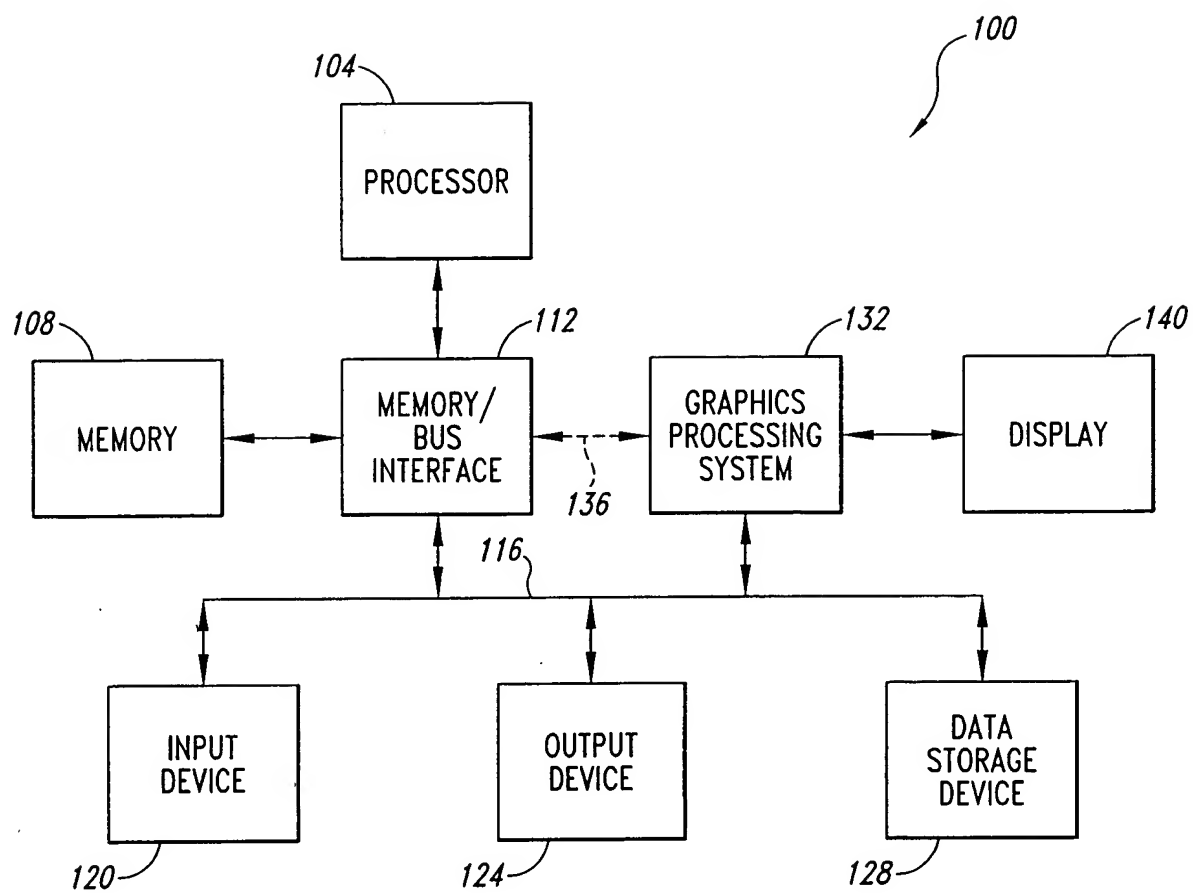 100
104
PROCESSOR
108
112
132
140
MEMORY
MEMORY/
BUS
INTERFACE
136
GRAPHICS
PROCESSING
SYSTEM
DISPLAY
116
INPUT
DEVICE
OUTPUT
DEVICE
DATA
STORAGE
DEVICE
120
124
128